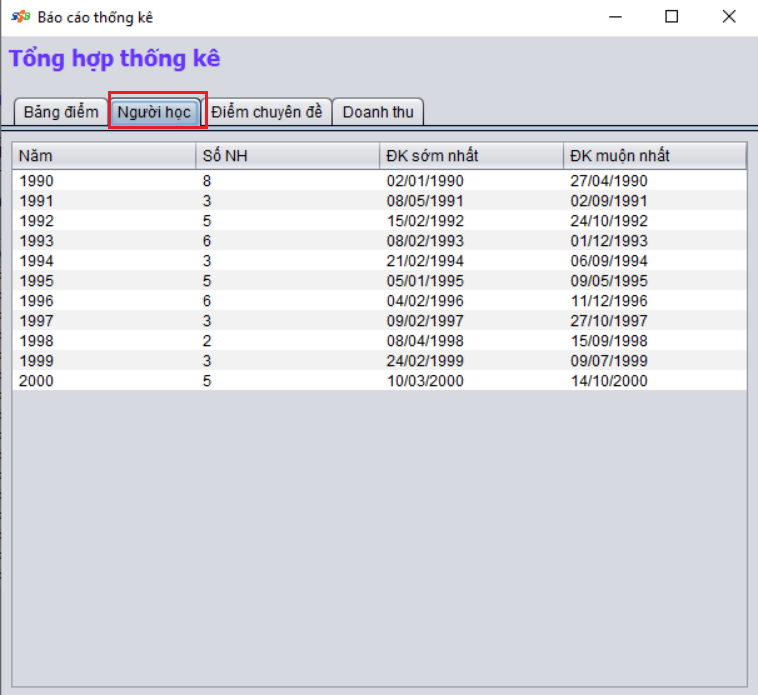 Báo cáo thống kê
Tổng hợp thống kê
Bảng điểm Người học Điểm chuyên đề Doanh thu
Năm Số NH ĐK sớm nhất ĐK muộn nhất
1990 8 02/01/1990 27/04/1990
1991 3 08/05/1991 02/09/1991
1992 5 15/02/1992 24/10/1992
1993 6 08/02/1993 01/12/1993
1994 3 21/02/1994 06/09/1994
1995 5 05/01/1995 09/05/1995
1996 6 04/02/1996 11/12/1996
1997 3 09/02/1997 27/10/1997
1998 2 08/04/1998 15/09/1998
1999 3 24/02/1999 09/07/1999
2000 5 10/03/2000 14/10/2000